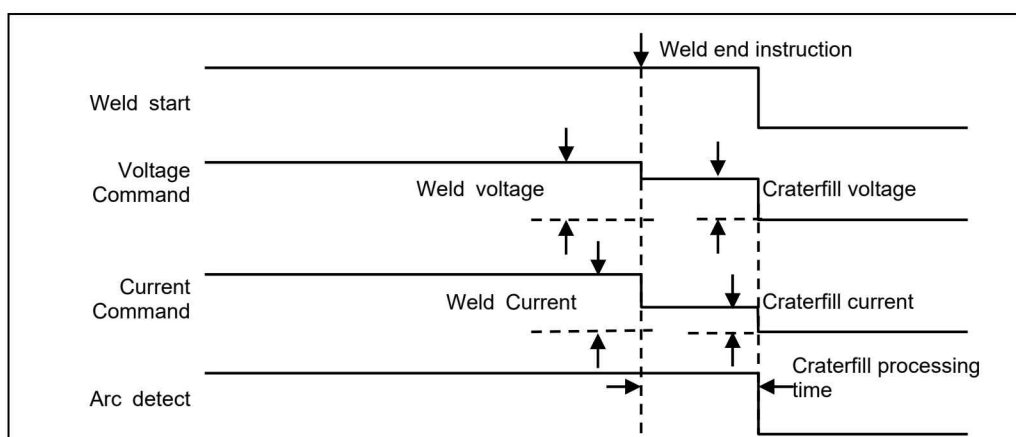 Weld end instruction
Weld start
Voltage
Command
Weld voltage
Craterfill voltage
Current
Command
Weld Current
Craterfill current
Craterfill processing
time
Arc detect